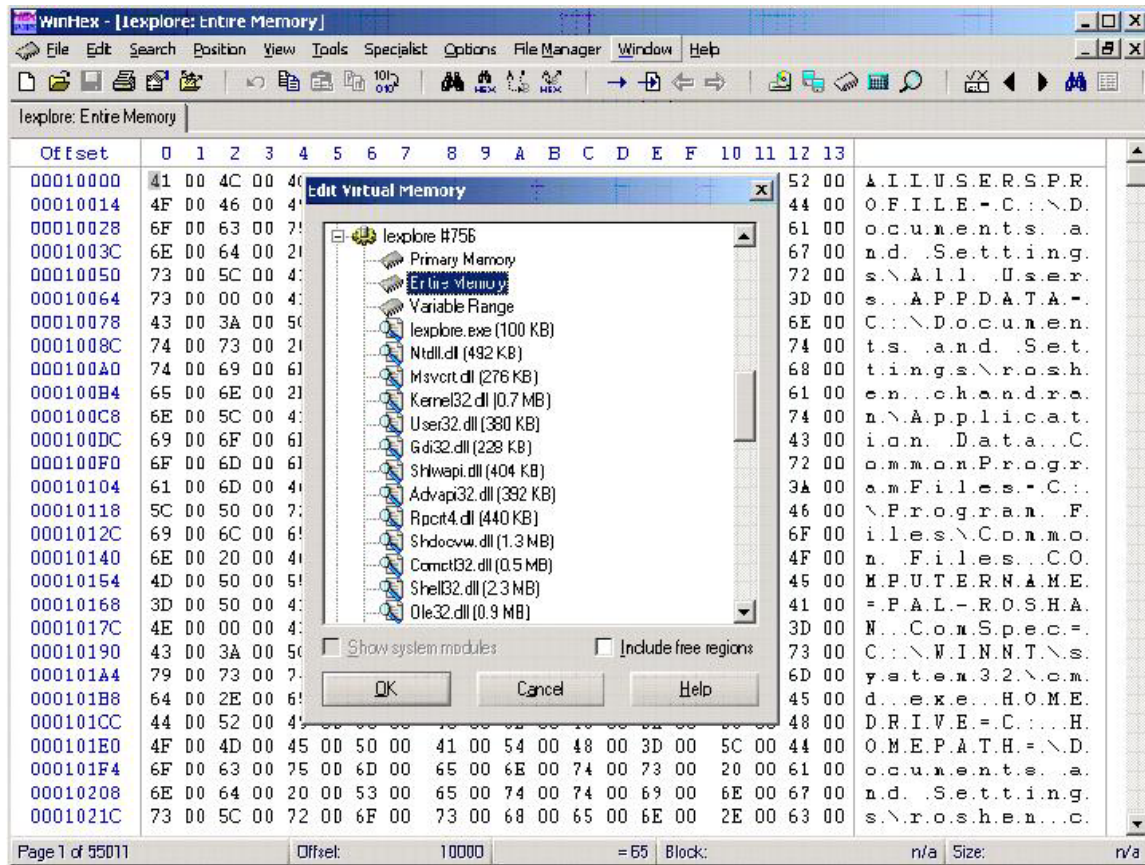 WinHex - [Iexplore: Entire Memory]
File Edit Search Position View Tools Specialist Options File Manager Window Help
Iexplore: Entire Memory
Offset 0 1 2 3 4 5 6 7 8 9 A B C D E F 10 11 12 13
00010000 41 00 4C 00 52 00 A.L.L.U.S.E.R.S.P.R.
00010014 4F 00 46 00 44 00 O.F.I.L.E.=.C.:.\.D.
00010028 6F 00 63 00 61 00 o.c.u.m.e.n.t.s. .a.
0001003C 6E 00 64 00 67 00 n.d. .S.e.t.t.i.n.g.
00010050 73 00 5C 00 72 00 s.\.A.l.l. .U.s.e.r.
00010064 73 00 00 00 3D 00 s...A.P.P.D.A.T.A.=.
00010078 43 00 3A 00 6E 00 C.:.\.D.o.c.u.m.e.n.
0001008C 74 00 73 00 74 00 t.s. .a.n.d. .S.e.t.
000100A0 74 00 69 00 68 00 t.i.n.g.s.\.r.o.s.h.
000100B4 65 00 6E 00 61 00 e.n...c.h.a.n.d.r.a.
000100C8 6E 00 5C 00 74 00 n.\.A.p.p.l.i.c.a.t.
000100DC 69 00 6F 00 43 00 i.o.n. .D.a.t.a...C.
000100F0 6F 00 6D 00 72 00 o.m.m.o.n.P.r.o.g.r.
00010104 61 00 6D 00 3A 00 a.m.F.i.l.e.s.=.C.:.
00010118 5C 00 50 00 46 00 \.P.r.o.g.r.a.m. .F.
0001012C 69 00 6C 00 6F 00 i.l.e.s.\.C.o.m.m.o.
00010140 6E 00 20 00 4F 00 n. .F.i.l.e.s...C.O.
00010154 4D 00 50 00 45 00 M.P.U.T.E.R.N.A.M.E.
00010168 3D 00 50 00 41 00 =.P.A.L.-.R.O.S.H.A.
0001017C 4E 00 00 00 3D 00 N...C.o.m.S.p.e.c.=.
00010190 43 00 3A 00 73 00 C.:.\.W.I.N.N.T.\.s.
000101A4 79 00 73 00 6D 00 y.s.t.e.m.3.2.\.c.m.
000101B8 64 00 2E 00 45 00 d...e.x.e...H.O.M.E.
000101CC 44 00 52 00 48 00 D.R.I.V.E.=.C.:...H.
000101E0 4F 00 4D 00 45 00 50 00 41 00 54 00 48 00 3D 00 5C 00 44 00 O.M.E.P.A.T.H.=.\.D.
000101F4 6F 00 63 00 75 00 6D 00 65 00 6E 00 74 00 73 00 20 00 61 00 o.c.u.m.e.n.t.s. .a.
00010208 6E 00 64 00 20 00 53 00 65 00 74 00 74 00 69 00 6E 00 67 00 n.d. .S.e.t.t.i.n.g.
0001021C 73 00 5C 00 72 00 6F 00 73 00 68 00 65 00 6E 00 2E 00 63 00 s.\.r.o.s.h.e.n...c.
Edit Virtual Memory
Iexplore #756
Primary Memory
Entire Memory
Variable Range
Iexplore.exe (100 KB)
Ntdll.dll (492 KB)
Msvcrt.dll (276 KB)
Kernel32.dll (0.7 MB)
User32.dll (380 KB)
Gdi32.dll (228 KB)
Shlwapi.dll (404 KB)
Advapi32.dll (392 KB)
Rpcrt4.dll (440 KB)
Shdocvw.dll (1.3 MB)
Comctl32.dll (0.5 MB)
Shell32.dll (2.3 MB)
Ole32.dll (0.9 MB)
Show system modules Include free regions
OK Cancel Help
Page 1 of 55011 Offset: 10000 = 65 Block: n/a Size: n/a